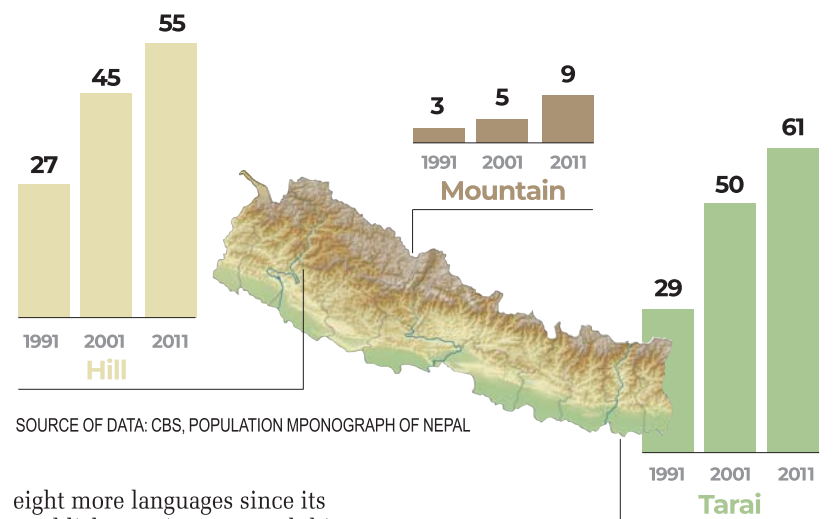 55
45
27
1991 2001 2011
Hill
9
5
3
1991 2001 2011
Mountain
61
50
29
1991 2001 2011
Tarai
SOURCE OF DATA: CBS, POPULATION MPONOGRAPH OF NEPAL
eight more languages since its